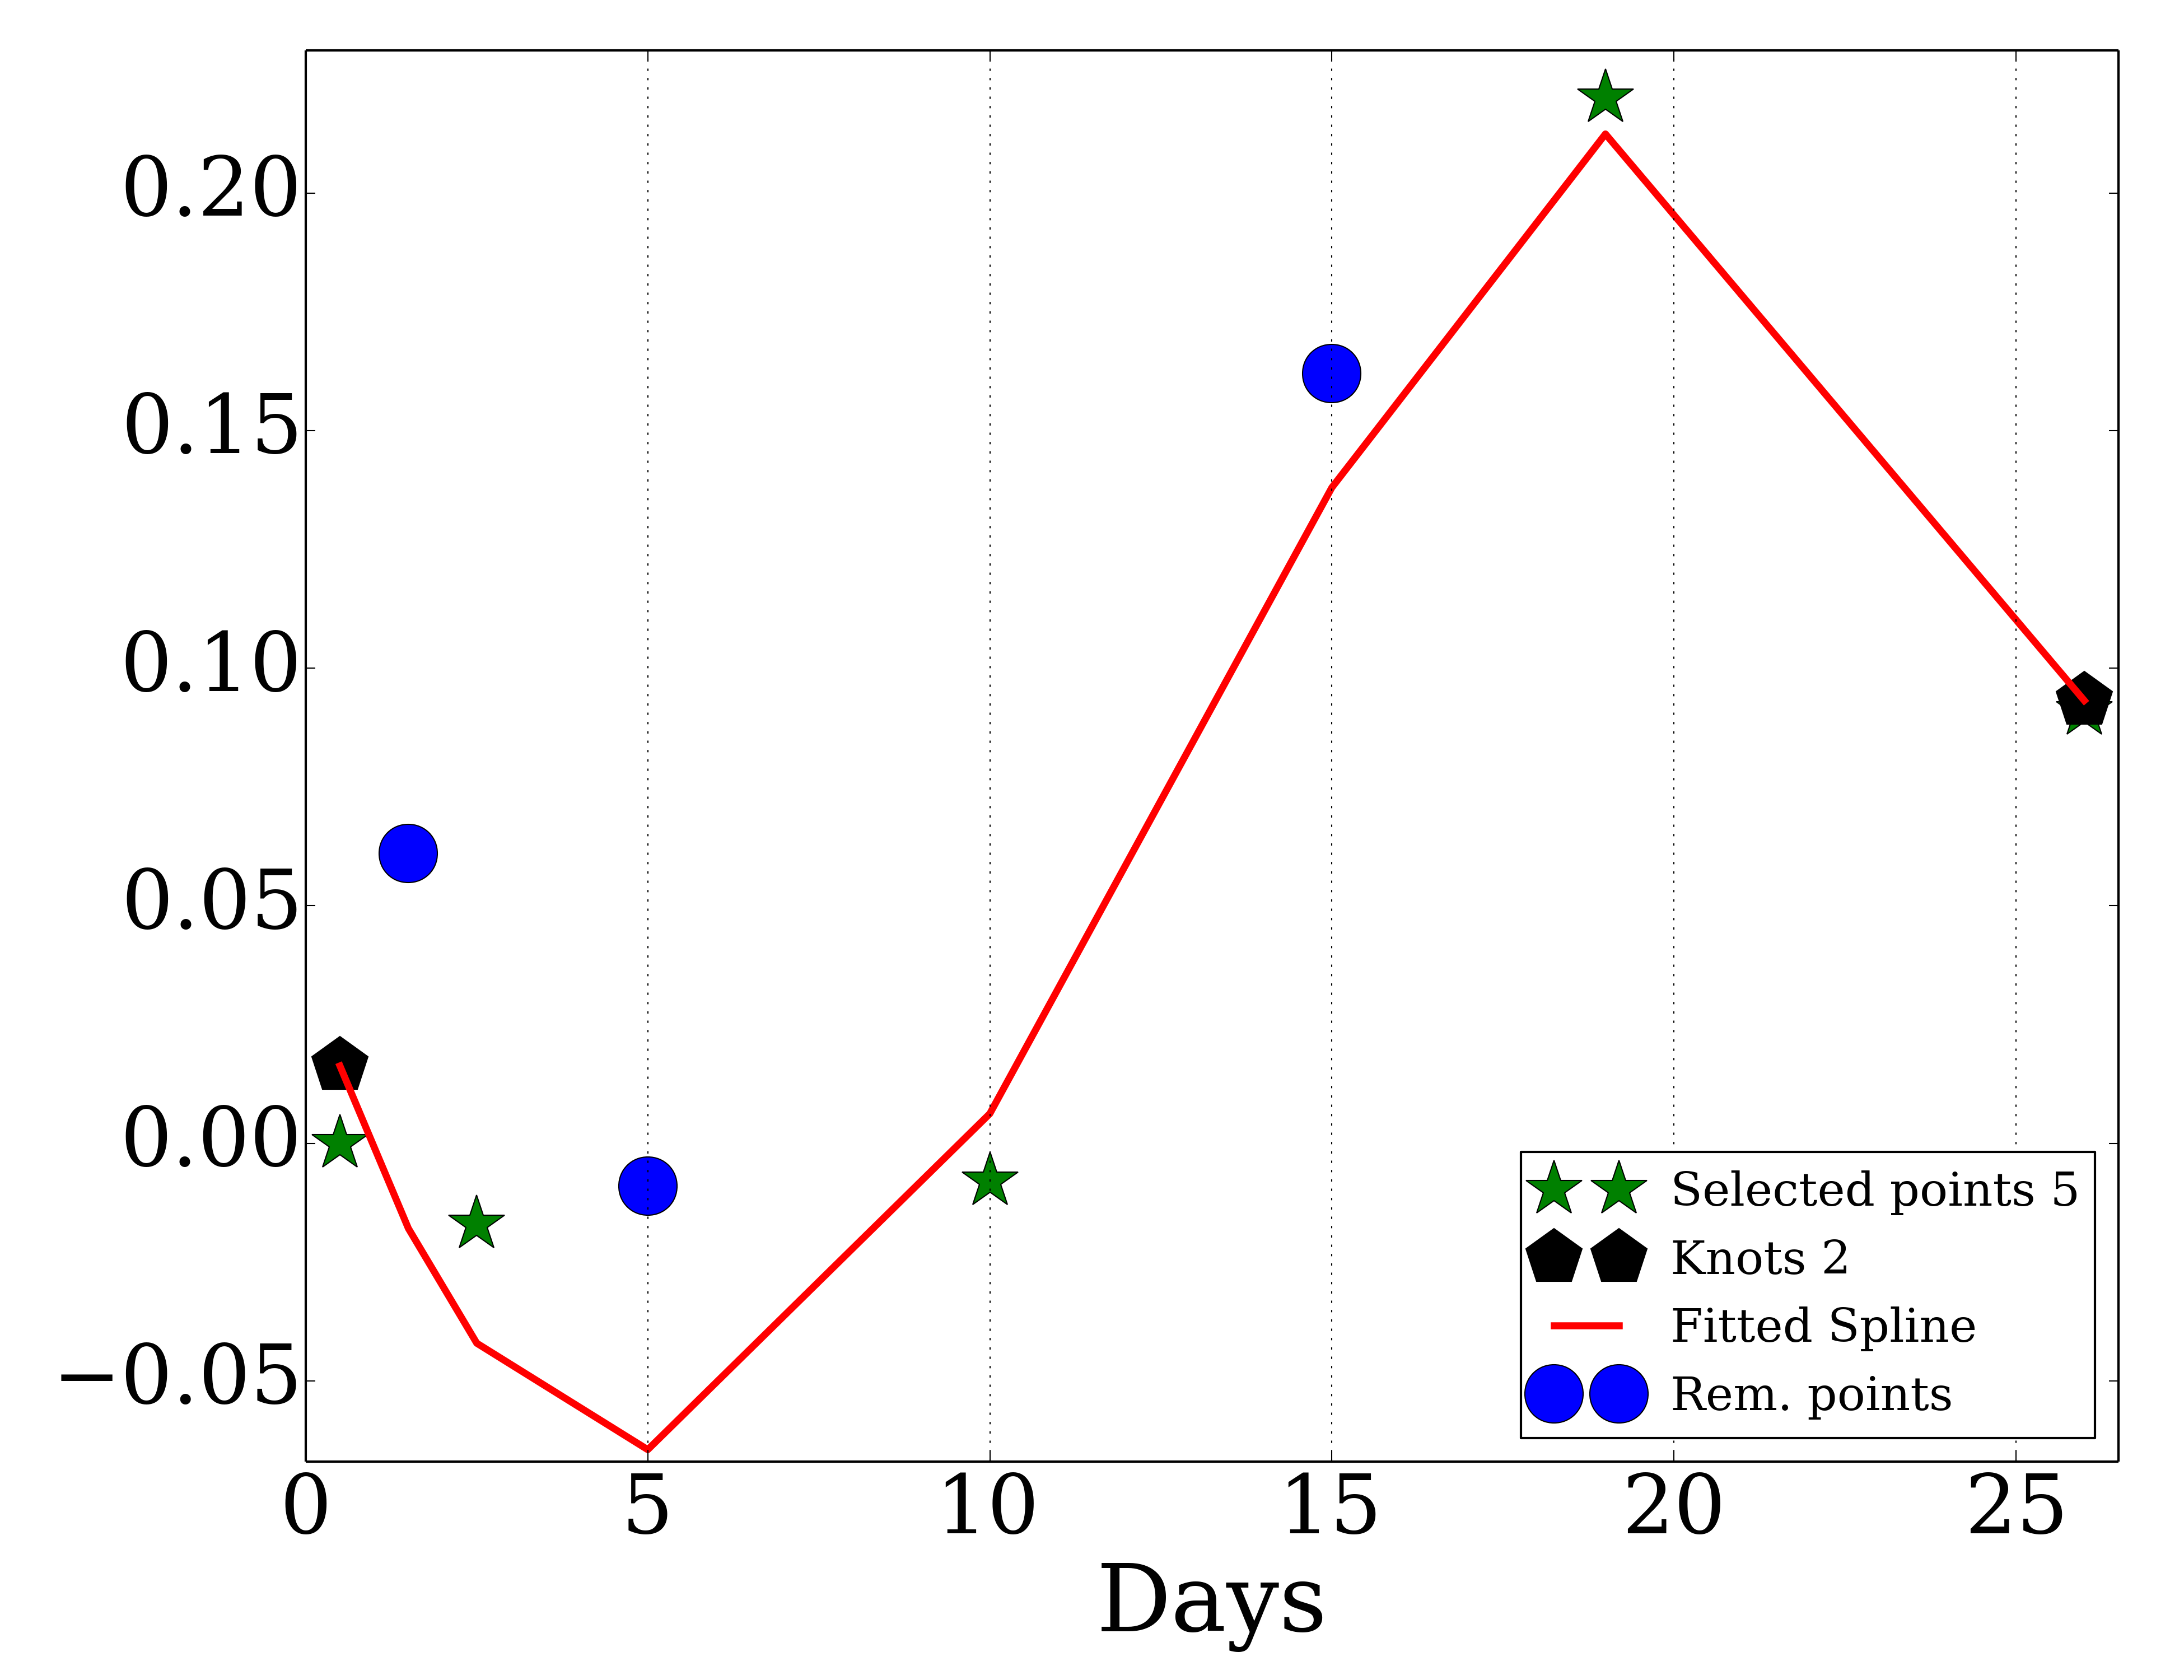 0.20
0.15
0.10
0.05
0.00
−0.05
0 5 10 15 20 25
Days
Selected points 5
Knots 2
Fitted Spline
Rem. points